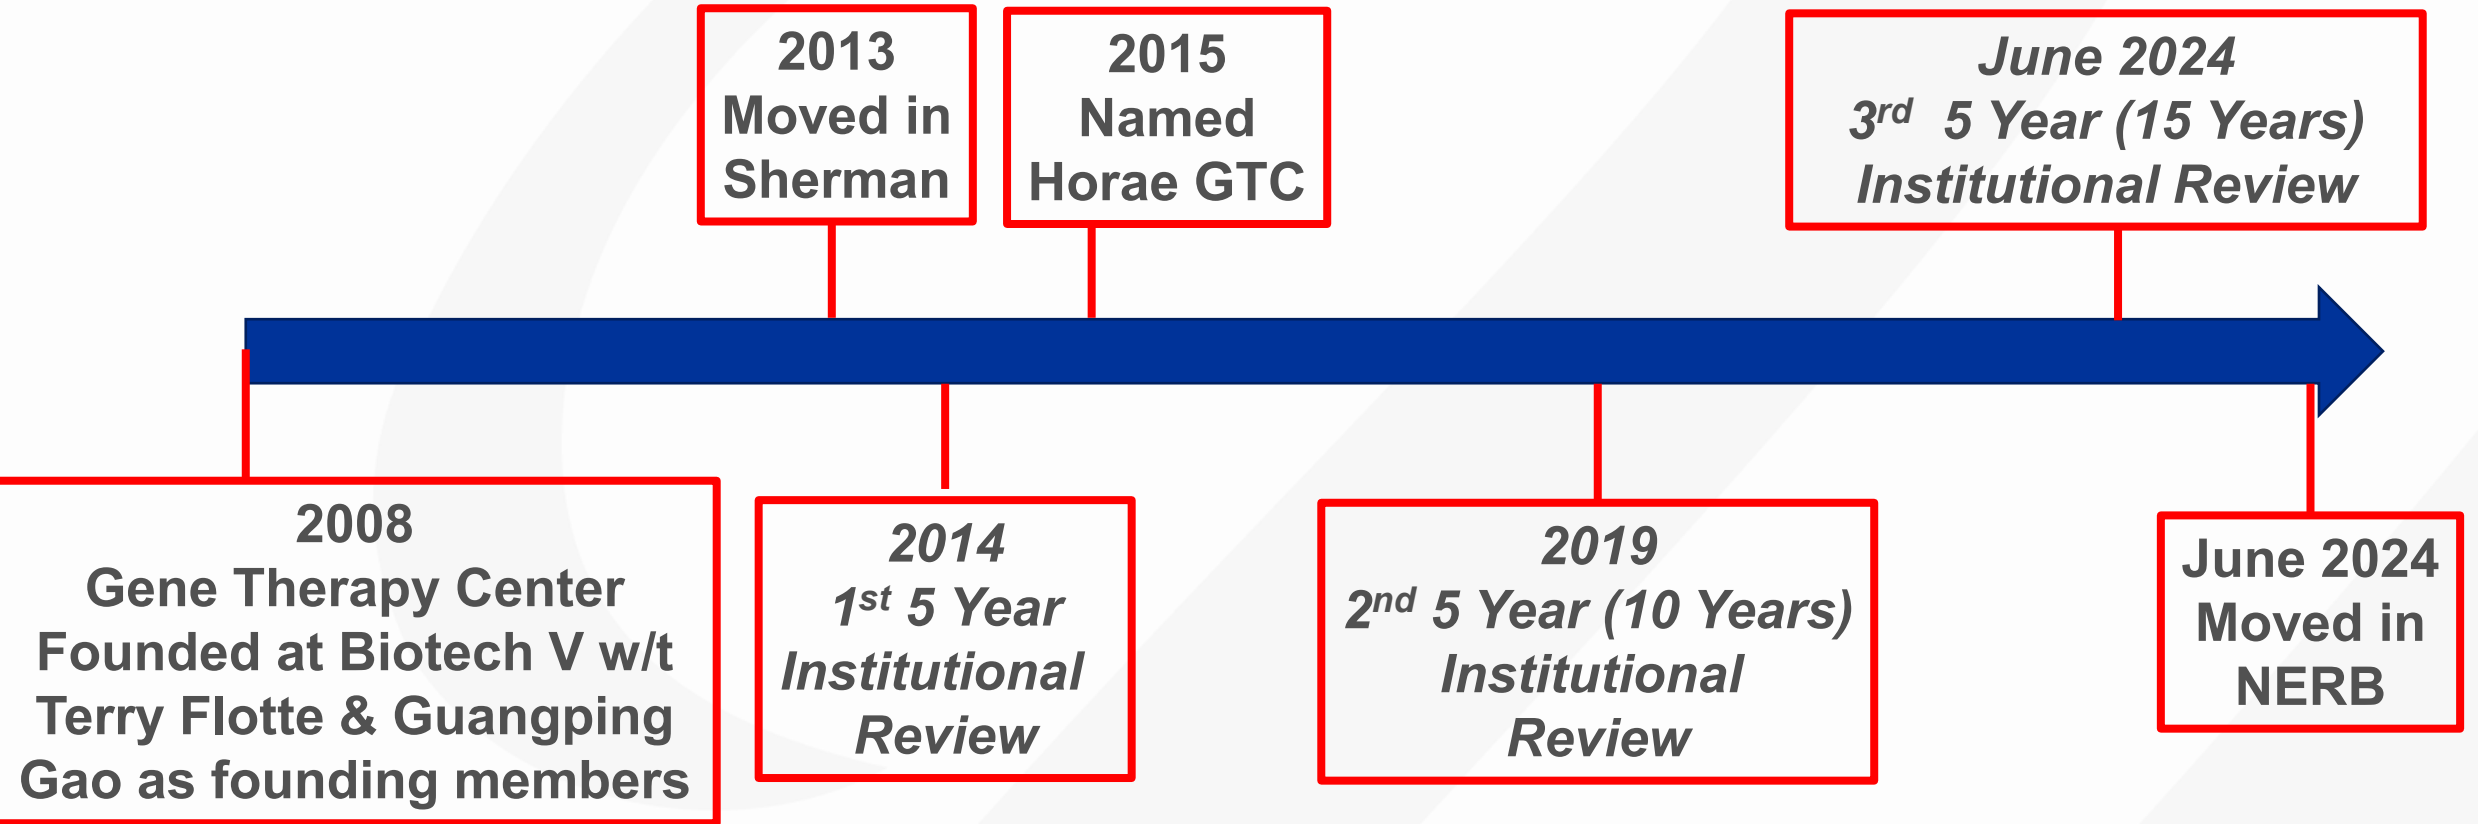 2013
Moved in
Sherman
2015
Named
Horae GTC
June 2024
3rd 5 Year (15 Years)
Institutional Review
2008
Gene Therapy Center
Founded at Biotech V w/t
Terry Flotte & Guangping
Gao as founding members
2014
1st 5 Year
Institutional
Review
2019
2nd 5 Year (10 Years)
Institutional
Review
June 2024
Moved in
NERB